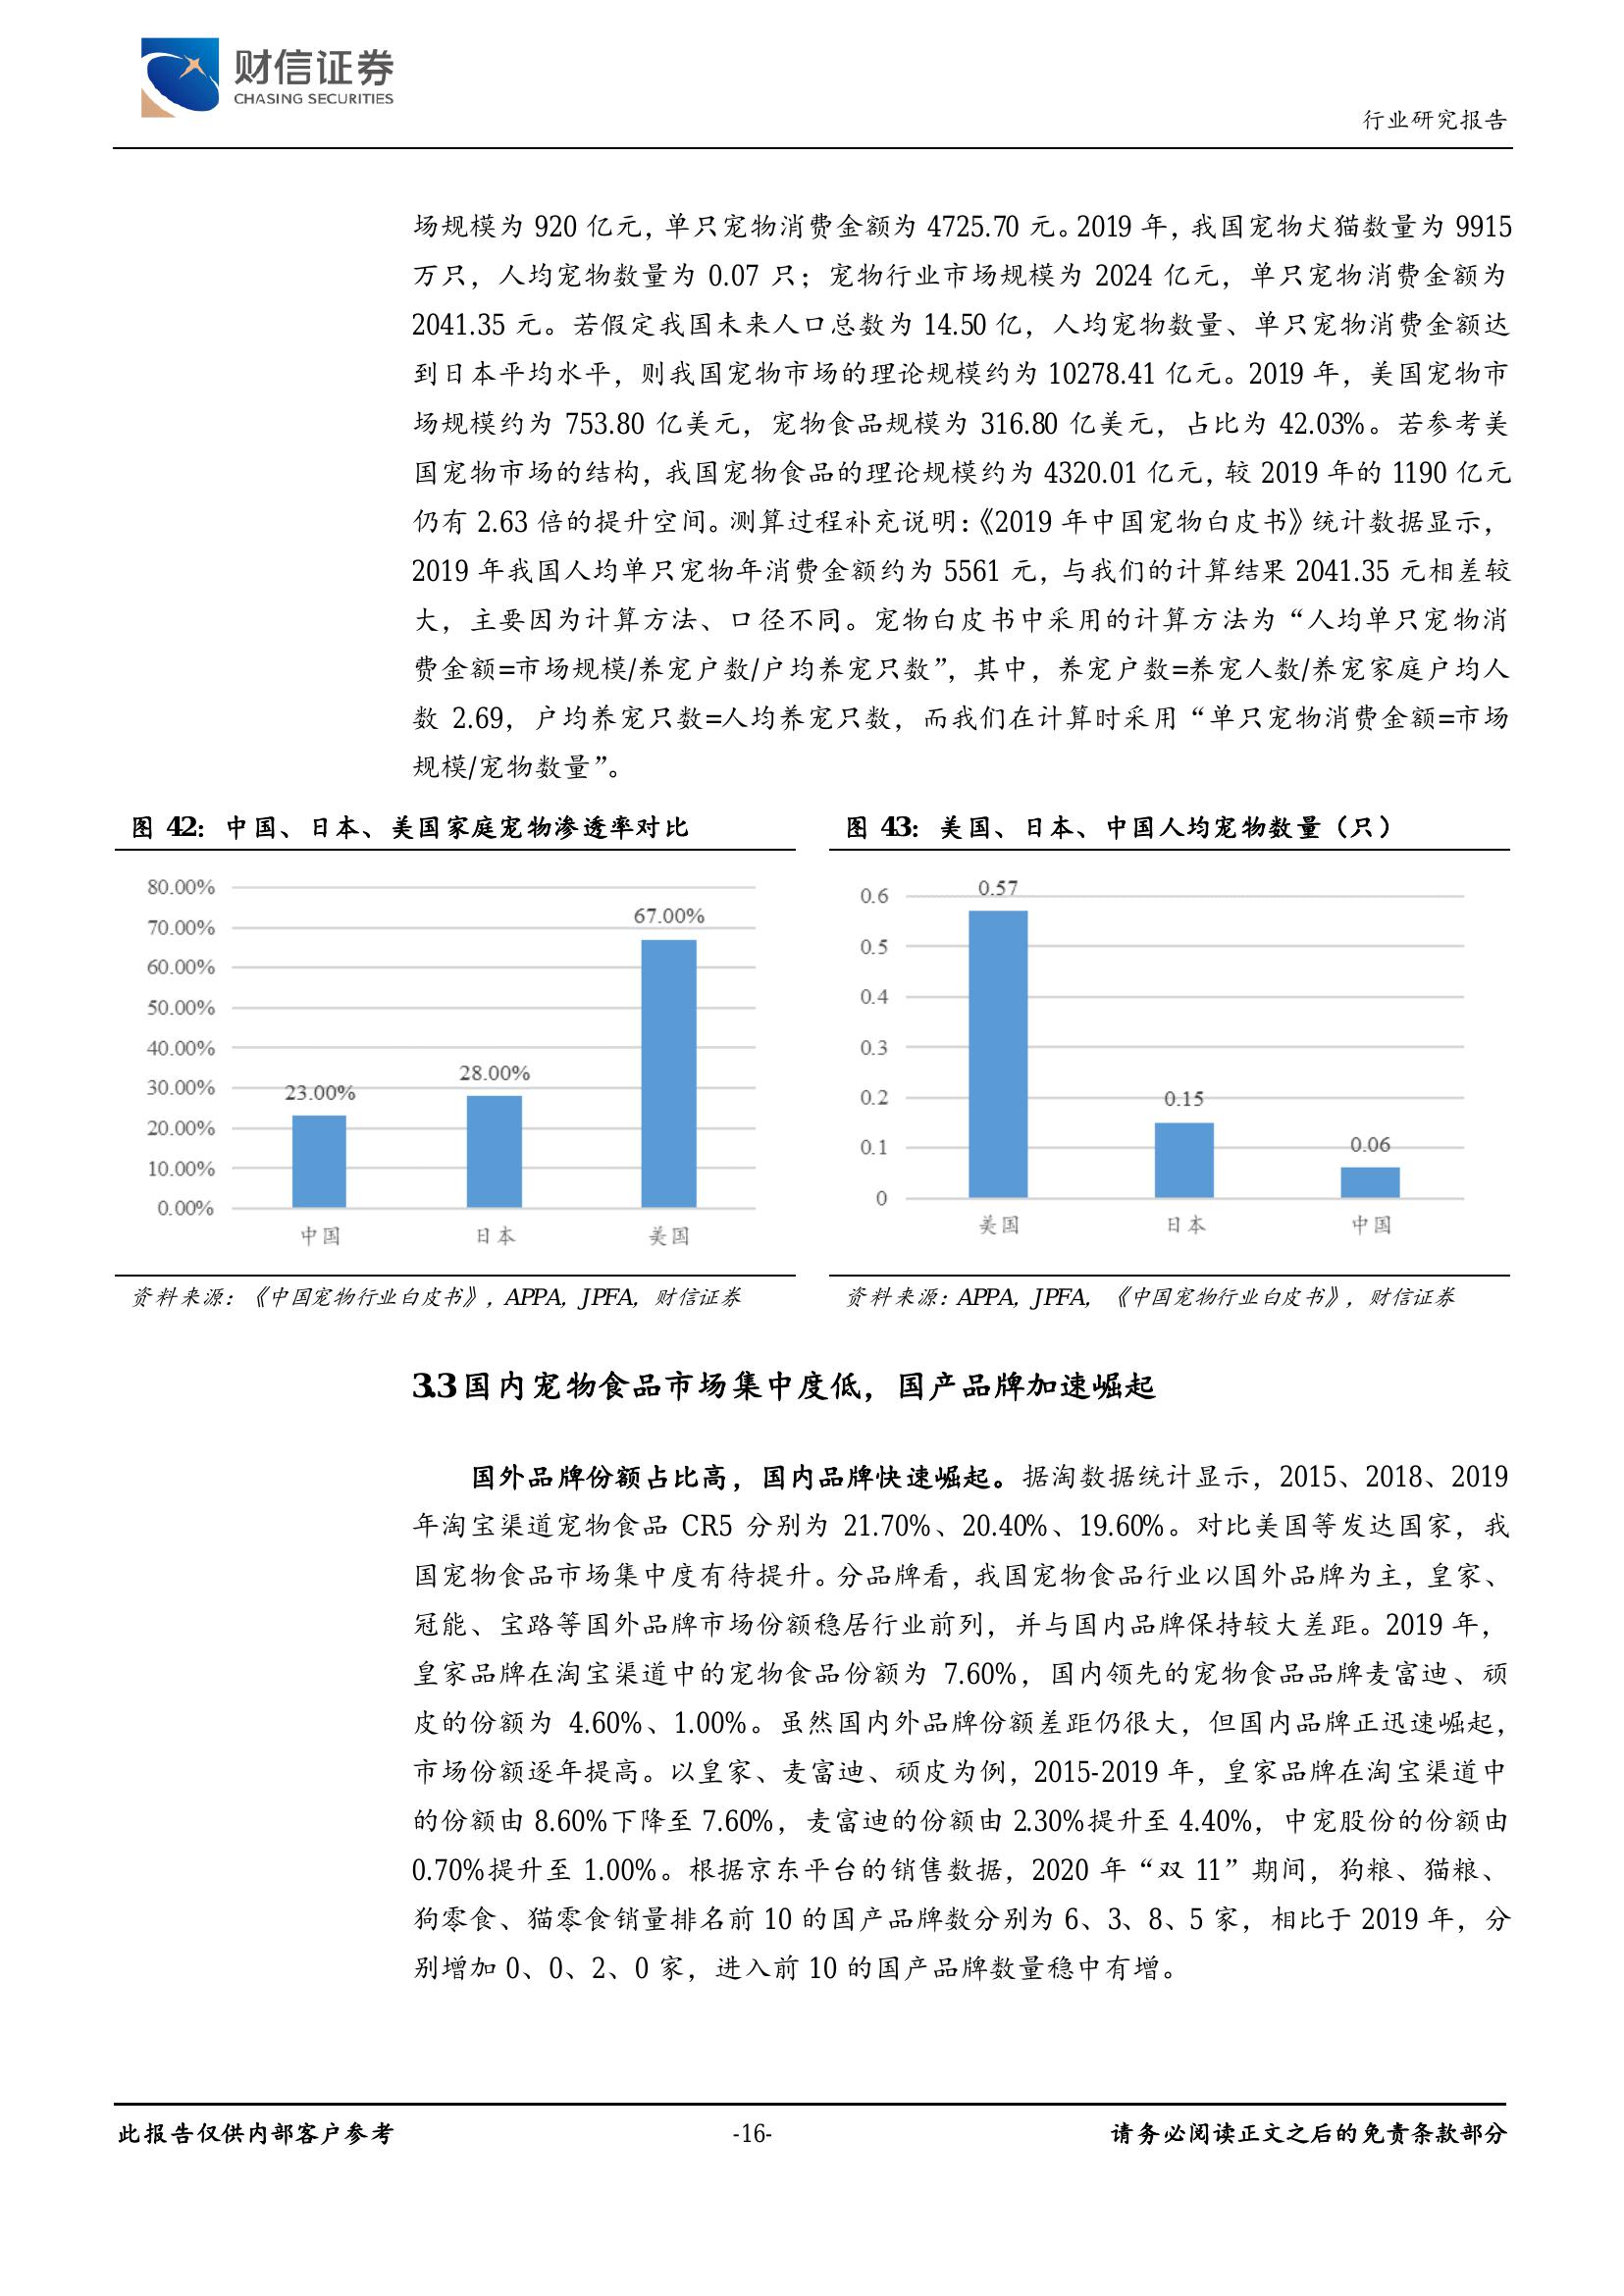 财信证券
CHASING SECURITIES
行业研究报告
场规模为 920 亿元，单只宠物消费金额为 4725.70 元。2019 年，我国宠物犬猫数量为 9915
万只，人均宠物数量为 0.07 只；宠物行业市场规模为 2024 亿元，单只宠物消费金额为
2041.35 元。若假定我国未来人口总数为 14.50 亿，人均宠物数量、单只宠物消费金额达
到日本平均水平，则我国宠物市场的理论规模约为 10278.41 亿元。2019 年，美国宠物市
场规模约为 753.80 亿美元，宠物食品规模为 316.80 亿美元，占比为 42.03%。若参考美
国宠物市场的结构，我国宠物食品的理论规模约为 4320.01 亿元，较 2019 年的 1190 亿元
仍有 2.63 倍的提升空间。测算过程补充说明：《2019 年中国宠物白皮书》统计数据显示，
2019 年我国人均单只宠物年消费金额约为 5561 元，与我们的计算结果 2041.35 元相差较
大，主要因为计算方法、口径不同。宠物白皮书中采用的计算方法为“人均单只宠物消
费金额=市场规模/养宠户数/户均养宠只数”，其中，养宠户数=养宠人数/养宠家庭户均人
数 2.69，户均养宠只数=人均养宠只数，而我们在计算时采用“单只宠物消费金额=市场
规模/宠物数量”。
图 42：中国、日本、美国家庭宠物渗透率对比
80.00%
70.00%
60.00%
50.00%
40.00%
30.00%
20.00%
10.00%
0.00%
23.00%
28.00%
67.00%
中国
日本
美国
资料来源：《中国宠物行业白皮书》，APPA，JPFA，财信证券
图 43：美国、日本、中国人均宠物数量（只）
0.6
0.5
0.4
0.3
0.2
0.1
0
0.57
0.15
0.06
美国
日本
中国
资料来源：APPA，JPFA，《中国宠物行业白皮书》，财信证券
3.3 国内宠物食品市场集中度低，国产品牌加速崛起
国外品牌份额占比高，国内品牌快速崛起。据淘数据统计显示，2015、2018、2019
年淘宝渠道宠物食品 CR5 分别为 21.70%、20.40%、19.60%。对比美国等发达国家，我
国宠物食品市场集中度有待提升。分品牌看，我国宠物食品行业以国外品牌为主，皇家、
冠能、宝路等国外品牌市场份额稳居行业前列，并与国内品牌保持较大差距。2019 年，
皇家品牌在淘宝渠道中的宠物食品份额为 7.60%，国内领先的宠物食品品牌麦富迪、顽
皮的份额为 4.60%、1.00%。虽然国内外品牌份额差距仍很大，但国内品牌正迅速崛起，
市场份额逐年提高。以皇家、麦富迪、顽皮为例，2015-2019 年，皇家品牌在淘宝渠道中
的份额由 8.60%下降至 7.60%，麦富迪的份额由 2.30%提升至 4.40%，中宠股份的份额由
0.70%提升至 1.00%。根据京东平台的销售数据，2020 年“双 11”期间，狗粮、猫粮、
狗零食、猫零食销量排名前 10 的国产品牌数分别为 6、3、8、5 家，相比于 2019 年，分
别增加 0、0、2、0 家，进入前 10 的国产品牌数量稳中有增。
此报告仅供内部客户参考
-16-
请务必阅读正文之后的免责条款部分